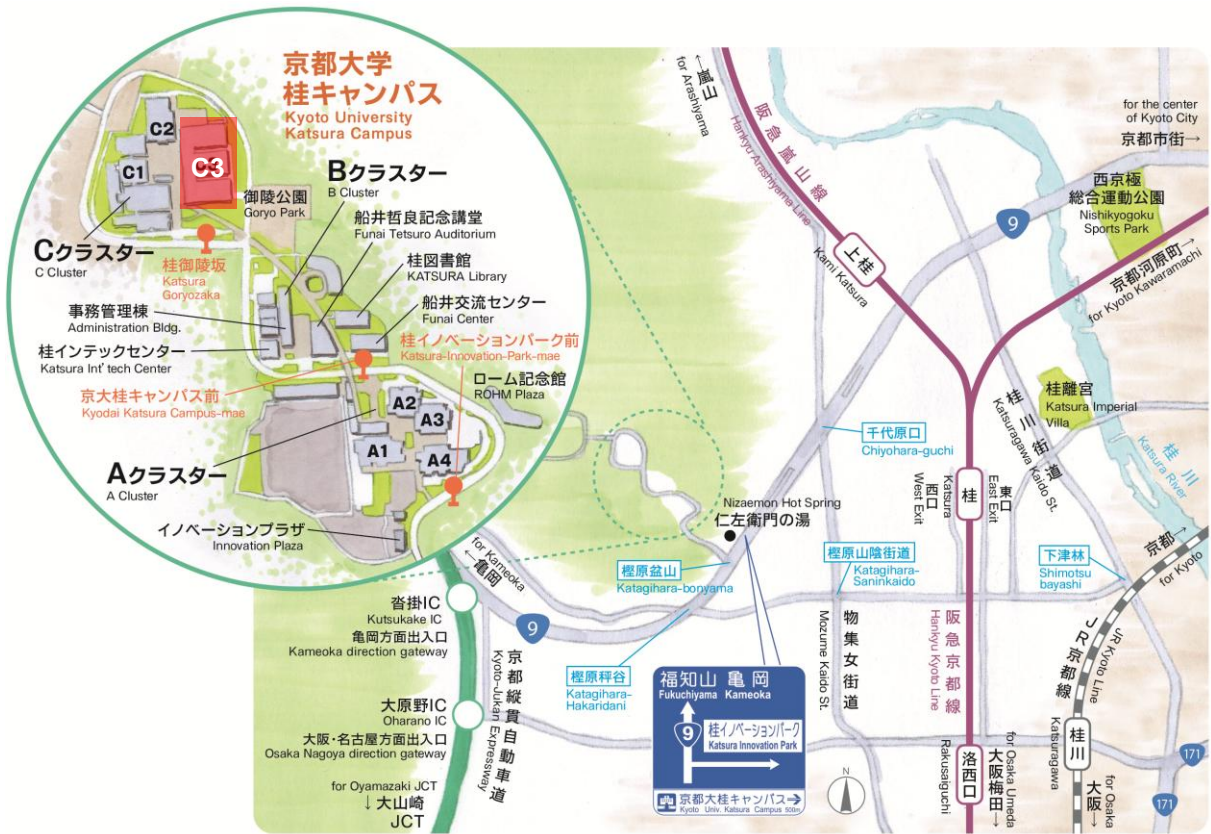 京都大学
桂キャンパス
Kyoto University
Katsura Campus
C2
C1
C3
御陵公園
Goryo Park
Bクラスター
B Cluster
船井哲良記念講堂
Funai Tetsuro Auditorium
桂図書館
KATSURA Library
船井交流センター
Funai Center
Cクラスター
C Cluster
桂御陵坂
Katsura
Goryozaka
事務管理棟
Administration Bldg.
桂インテックセンター
Katsura Int' tech Center
桂イノベーションパーク前
Katsura-Innovation-Park-mae
京大桂キャンパス前
Kyodai Katsura Campus-mae
ローム記念館
ROHM Plaza
A2
A3
A1
A4
Aクラスター
A Cluster
イノベーションプラザ
Innovation Plaza
←嵐山
for Arashiyama
阪急嵐山線
Hankyu Arashiyama Line
for the center
of Kyoto City
京都市街→
9
西京極
総合運動公園
Nishikyogoku
Sports Park
上桂
Kami Katsura
京都河原町→
for Kyoto Kawaramachi
桂離宮
Katsura Imperial
Villa
桂川街道
Katsuragawa Kaido St.
桂川
Katsura River
千代原口
Chiyohara-guchi
西口
Katsura
West Exit
桂
東口
East Exit
Nizaemon Hot Spring
仁左衛門の湯
for Kameoka
←亀岡
樫原盆山
Katagihara-bonyama
樫原山陰街道
Katagihara-
Saninkaido
下津林
Shimotsu
bayashi
京都→
for Kyoto
沓掛IC
Kutsukake IC
亀岡方面出入口
Kameoka direction gateway
9
京都縦貫自動車道
Kyoto-Jukan Expressway
樫原秤谷
Katagihara-
Hakaridani
物集女街道
Mozume Kaido St.
阪急京都線
Hankyu Kyoto Line
JR京都線
JR Kyoto Line
大原野IC
Oharano IC
大阪・名古屋方面出入口
Osaka Nagoya direction gateway
for Oyamazaki JCT
↓大山崎
JCT
福知山 亀岡
Fukuchiyama Kameoka
9
桂イノベーションパーク
Katsura Innovation Park
京都大桂キャンパス→
Kyoto Univ. Katsura Campus 500m
N
洛西口
Rakusaiguchi
大阪梅田→
for Osaka Umeda
桂川
Katsuragawa
大阪→
for Osaka
171
171